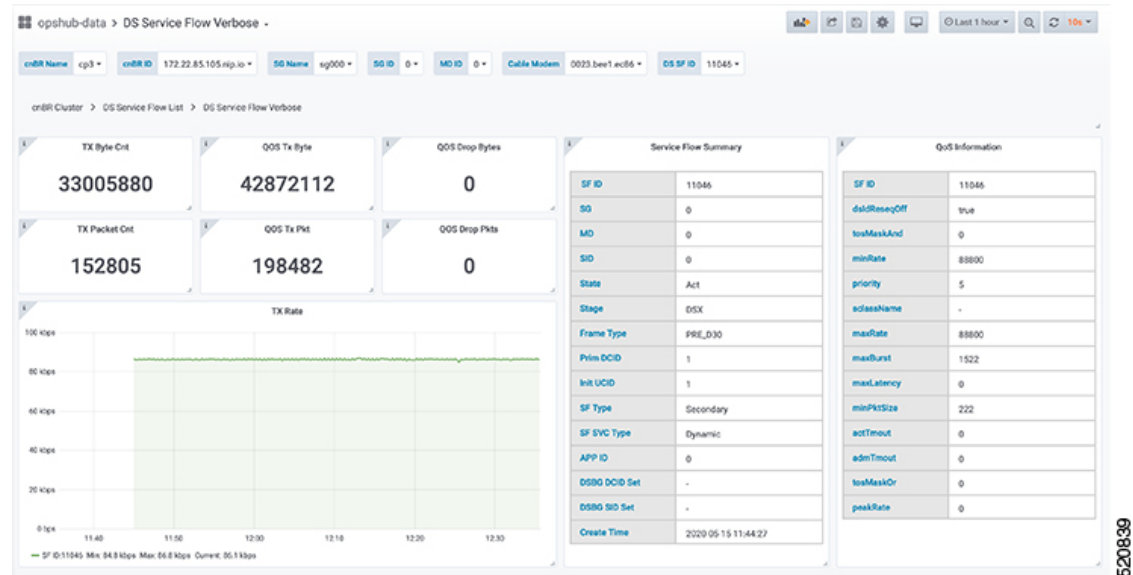 opshub-data > DS Service Flow Verbose
Last 1 hour
10s
cnBR Name cp3 cnBR ID 172.22.85.105.nip.io SG Name sg000 SG ID 0 MD ID 0 Cable Modem 0023.bee1.ec86 DS SF ID 11046
cnBR Cluster > DS Service Flow List > DS Service Flow Verbose
TX Byte Cnt
33005880
QOS Tx Byte
42872112
QOS Drop Bytes
0
TX Packet Cnt
152805
QOS Tx Pkt
198482
QOS Drop Pkts
0
TX Rate
100 kbps
80 kbps
60 kbps
40 kbps
20 kbps
0 bps
11:40 11:50 12:00 12:10 12:20 12:30
SF ID:11046 Min: 84.8 kbps Max: 86.8 kbps Current: 86.1 kbps
Service Flow Summary
SF ID 11046
SG 0
MD 0
SID 0
State Act
Stage DSX
Frame Type PRE_D30
Prim DCID 1
Init UCID 1
SF Type Secondary
SF SVC Type Dynamic
APP ID 0
DSBG DCID Set -
DSBG SID Set -
Create Time 2020 05 15 11:44:27
QoS Information
SF ID 11046
dsldReseqOff true
tosMaskAnd 0
minRate 88800
priority 5
sclassName -
maxRate 88800
maxBurst 1522
maxLatency 0
minPktSize 222
actTmout 0
admTmout 0
tosMaskOr 0
peakRate 0
520839